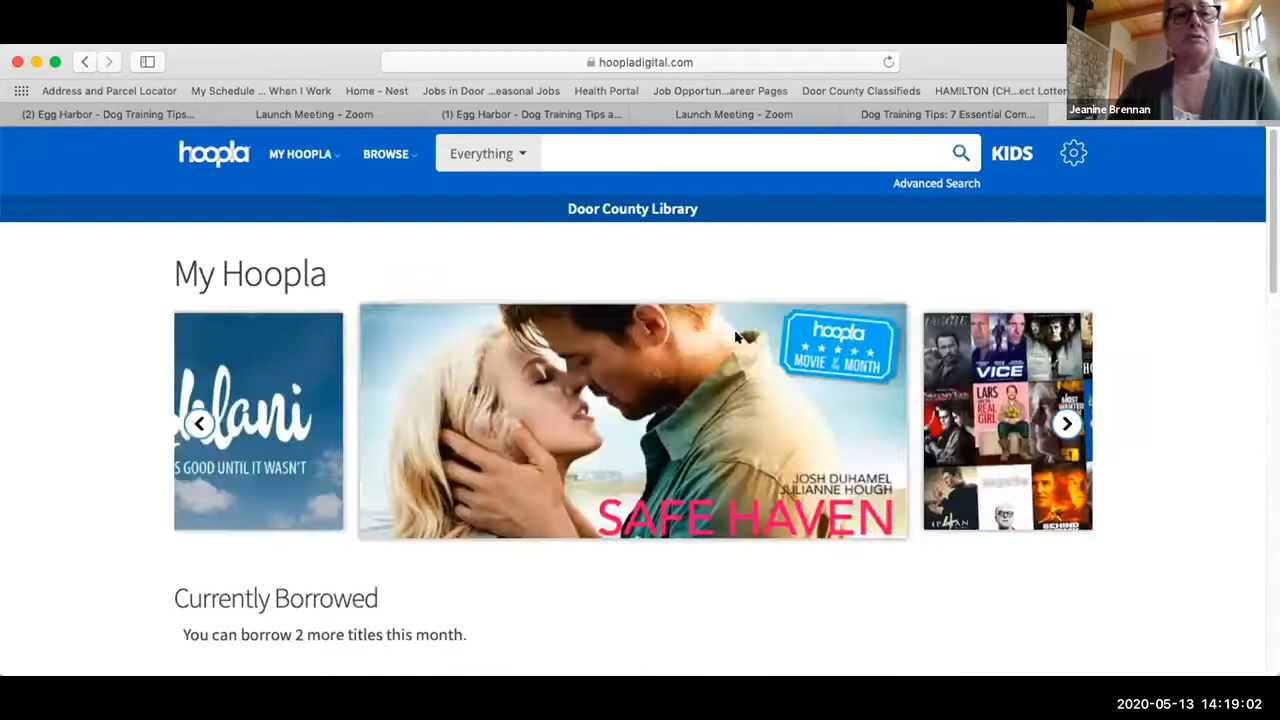 hoopladigital.com
Address and Parcel Locator My Schedule ... When I Work Home - Nest Jobs in Door ...easonal Jobs Health Portal Job Opportun...areer Pages Door County Classifieds HAMILTON (CH...ect Lotter
Jeanine Brennan
(2) Egg Harbor - Dog Training Tips... Launch Meeting - Zoom (1) Egg Harbor - Dog Training Tips a... Launch Meeting - Zoom Dog Training Tips: 7 Essential Com...
hoopla MY HOOPLA BROWSE Everything KIDS
Advanced Search
Door County Library
My Hoopla
hoopla
MOVIE OF THE MONTH
VICE
LARS
AND THE
REAL
GIRL
MOST
WANTED
S GOOD UNTIL IT WASN'T
JOSH DUHAMEL
JULIANNE HOUGH
SAFE HAVEN
BEHIND
Currently Borrowed
You can borrow 2 more titles this month.
2020-05-13 14:19:02